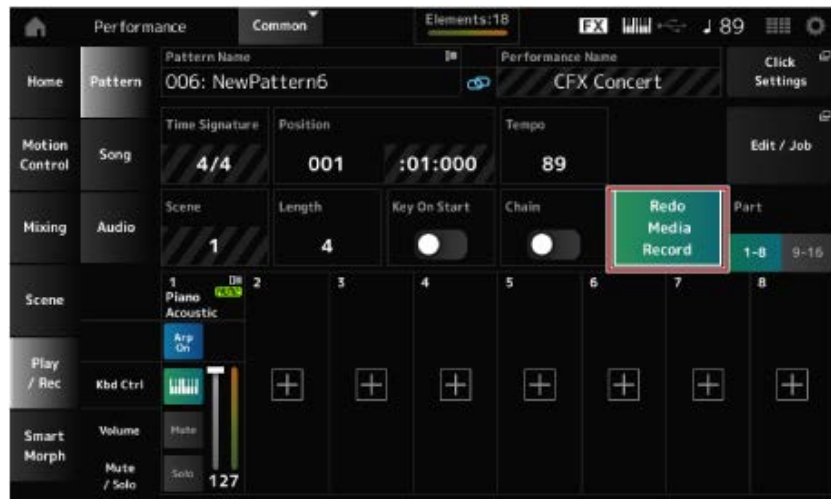 Performance
Common
Elements:18
FX
♩ 89
Home
Pattern
Pattern Name
006: NewPattern6
Performance Name
CFX Concert
Click
Settings
Motion
Control
Song
Time Signature
4/4
Position
001
:01:000
Tempo
89
Edit / Job
Mixing
Audio
Scene
1
Length
4
Key On Start
Chain
Redo
Media
Record
Part
1-8
9-16
Scene
1
Piano
Acoustic
2
3
4
5
6
7
8
Arp
On
Play
/ Rec
Kbd Ctrl
Smart
Morph
Volume
Mute
Mute
/ Solo
Solo
127